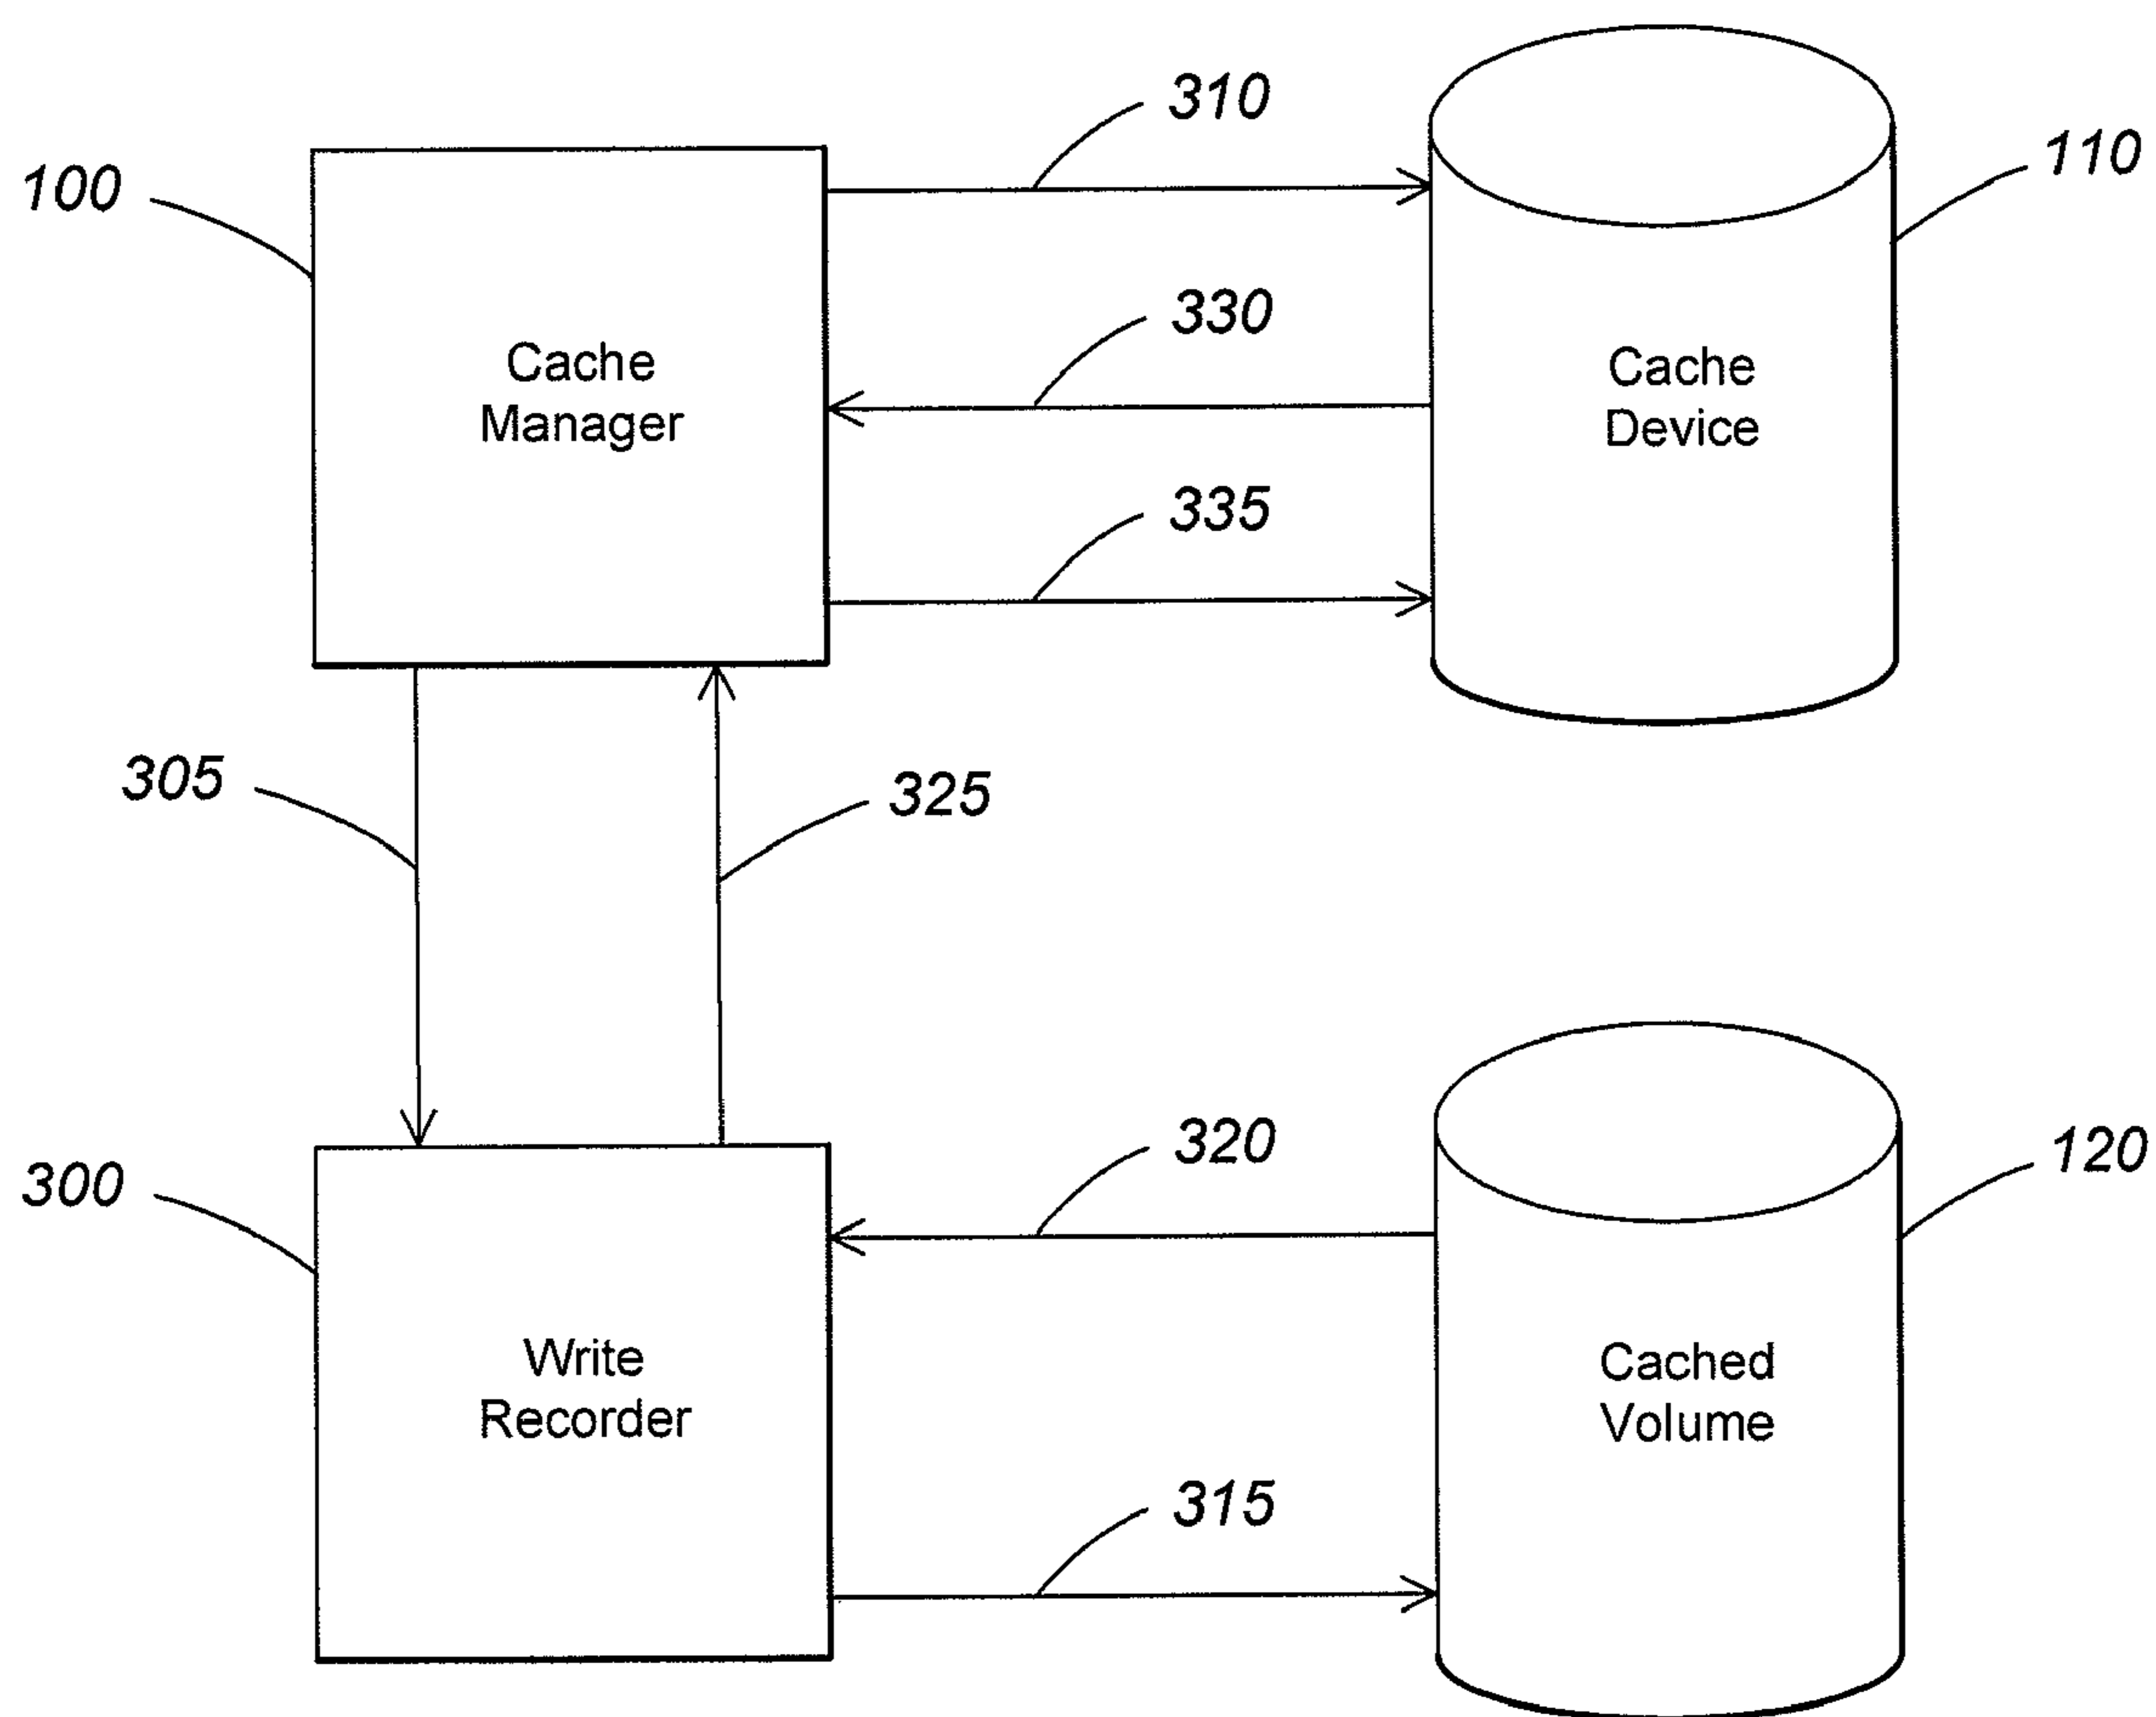 310
110
100
330
Cache
Manager
Cache
Device
335
305
325
320
120
300
Write
Recorder
Cached
Volume
315